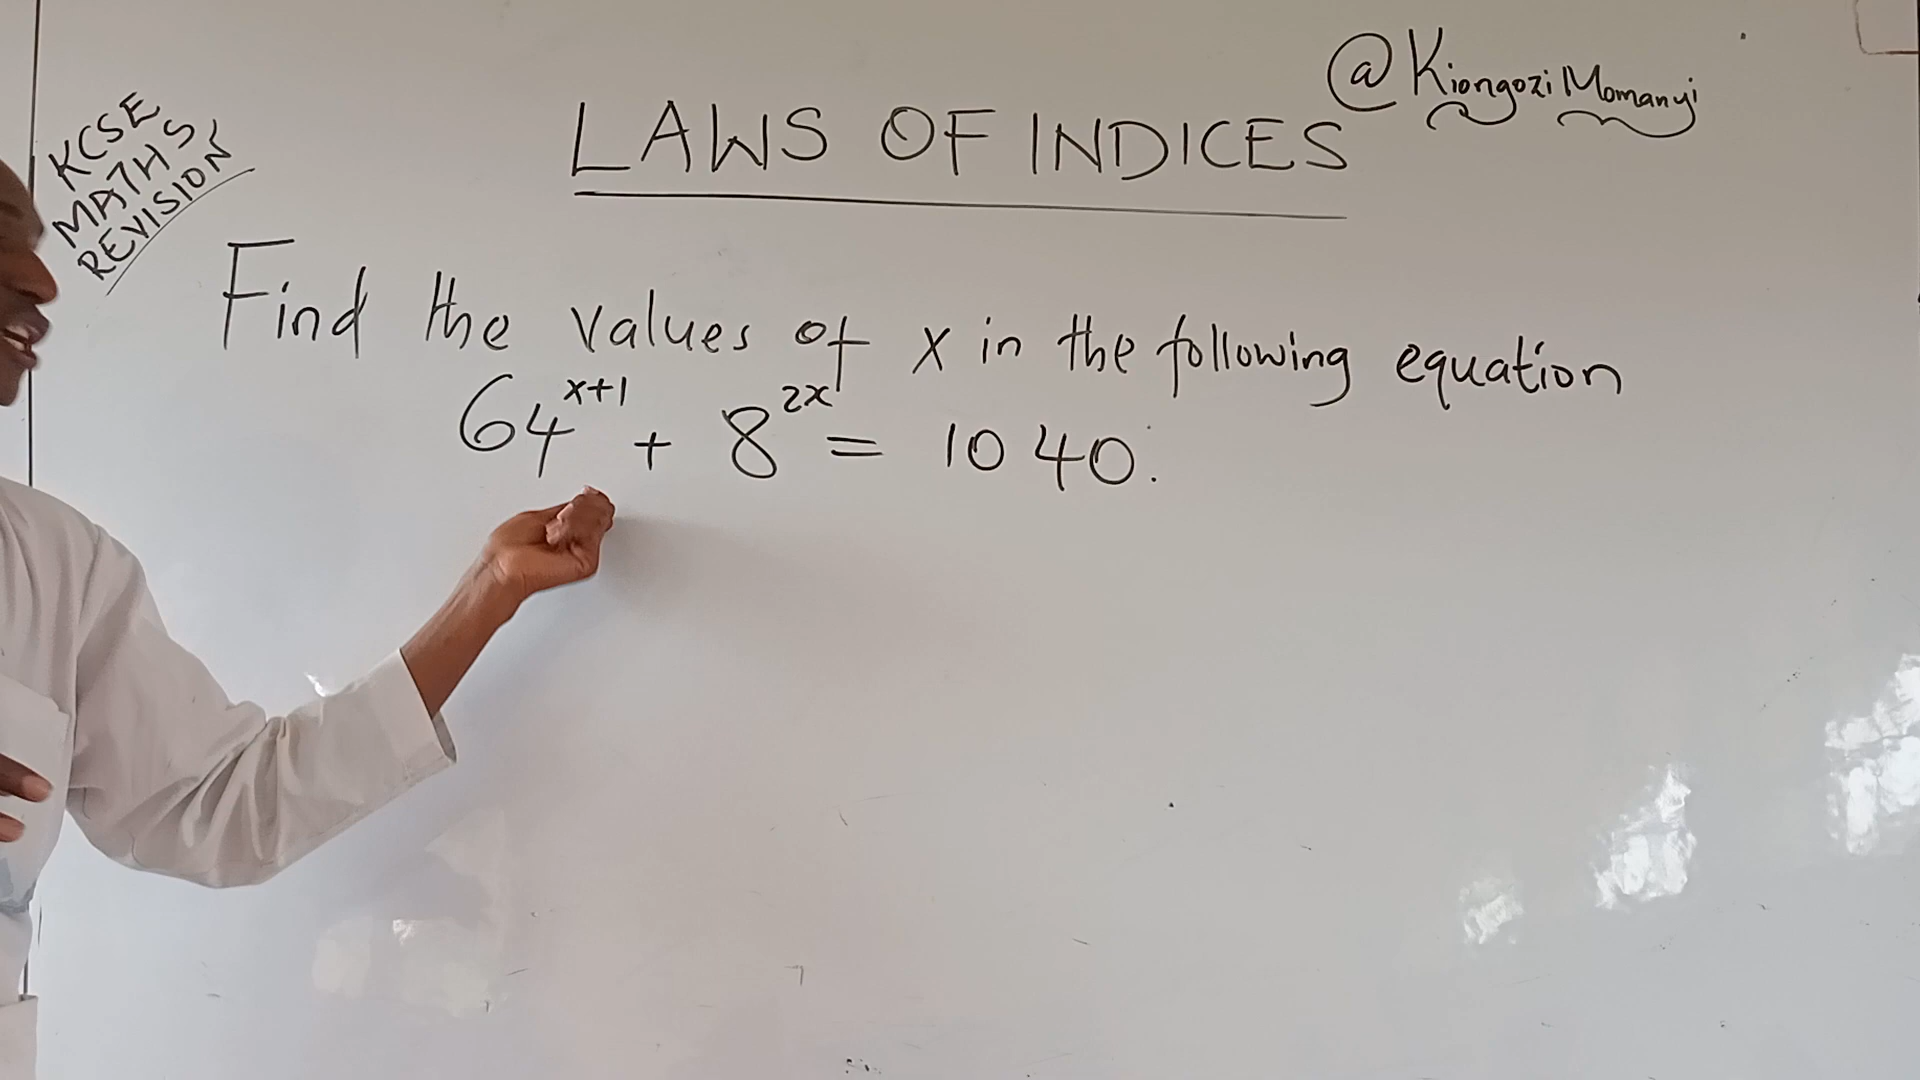 @Kiongozi Momanyi
KCSE
MATHS
REVISION
LAWS OF INDICES
Find the values of x in the following equation
64^{x+1} + 8^{2x} = 1040.